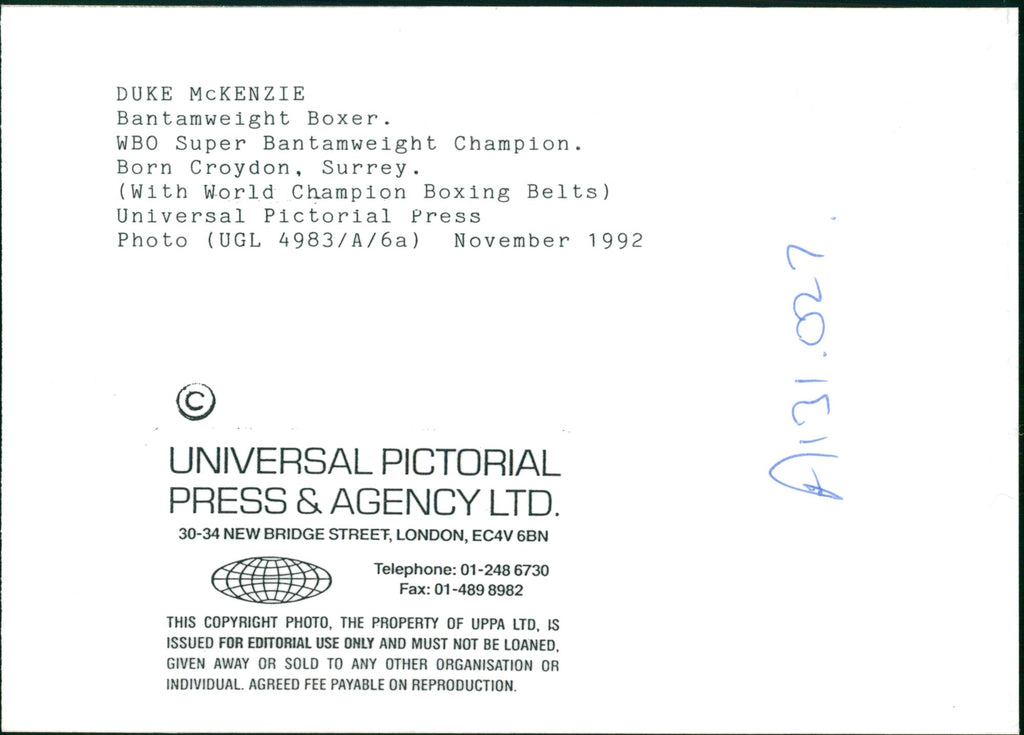 DUKE McKENZIE
Bantamweight Boxer.
WBO Super Bantamweight Champion.
Born Croydon, Surrey.
(With World Champion Boxing Belts)
Universal Pictorial Press
Photo (UGL 4983/A/6a)  November 1992
A131.027.
©
UNIVERSAL PICTORIAL
PRESS & AGENCY LTD.
30-34 NEW BRIDGE STREET, LONDON, EC4V 6BN
Telephone: 01-248 6730
Fax: 01-489 8982
THIS COPYRIGHT PHOTO, THE PROPERTY OF UPPA LTD, IS
ISSUED FOR EDITORIAL USE ONLY AND MUST NOT BE LOANED,
GIVEN AWAY OR SOLD TO ANY OTHER ORGANISATION OR
INDIVIDUAL. AGREED FEE PAYABLE ON REPRODUCTION.